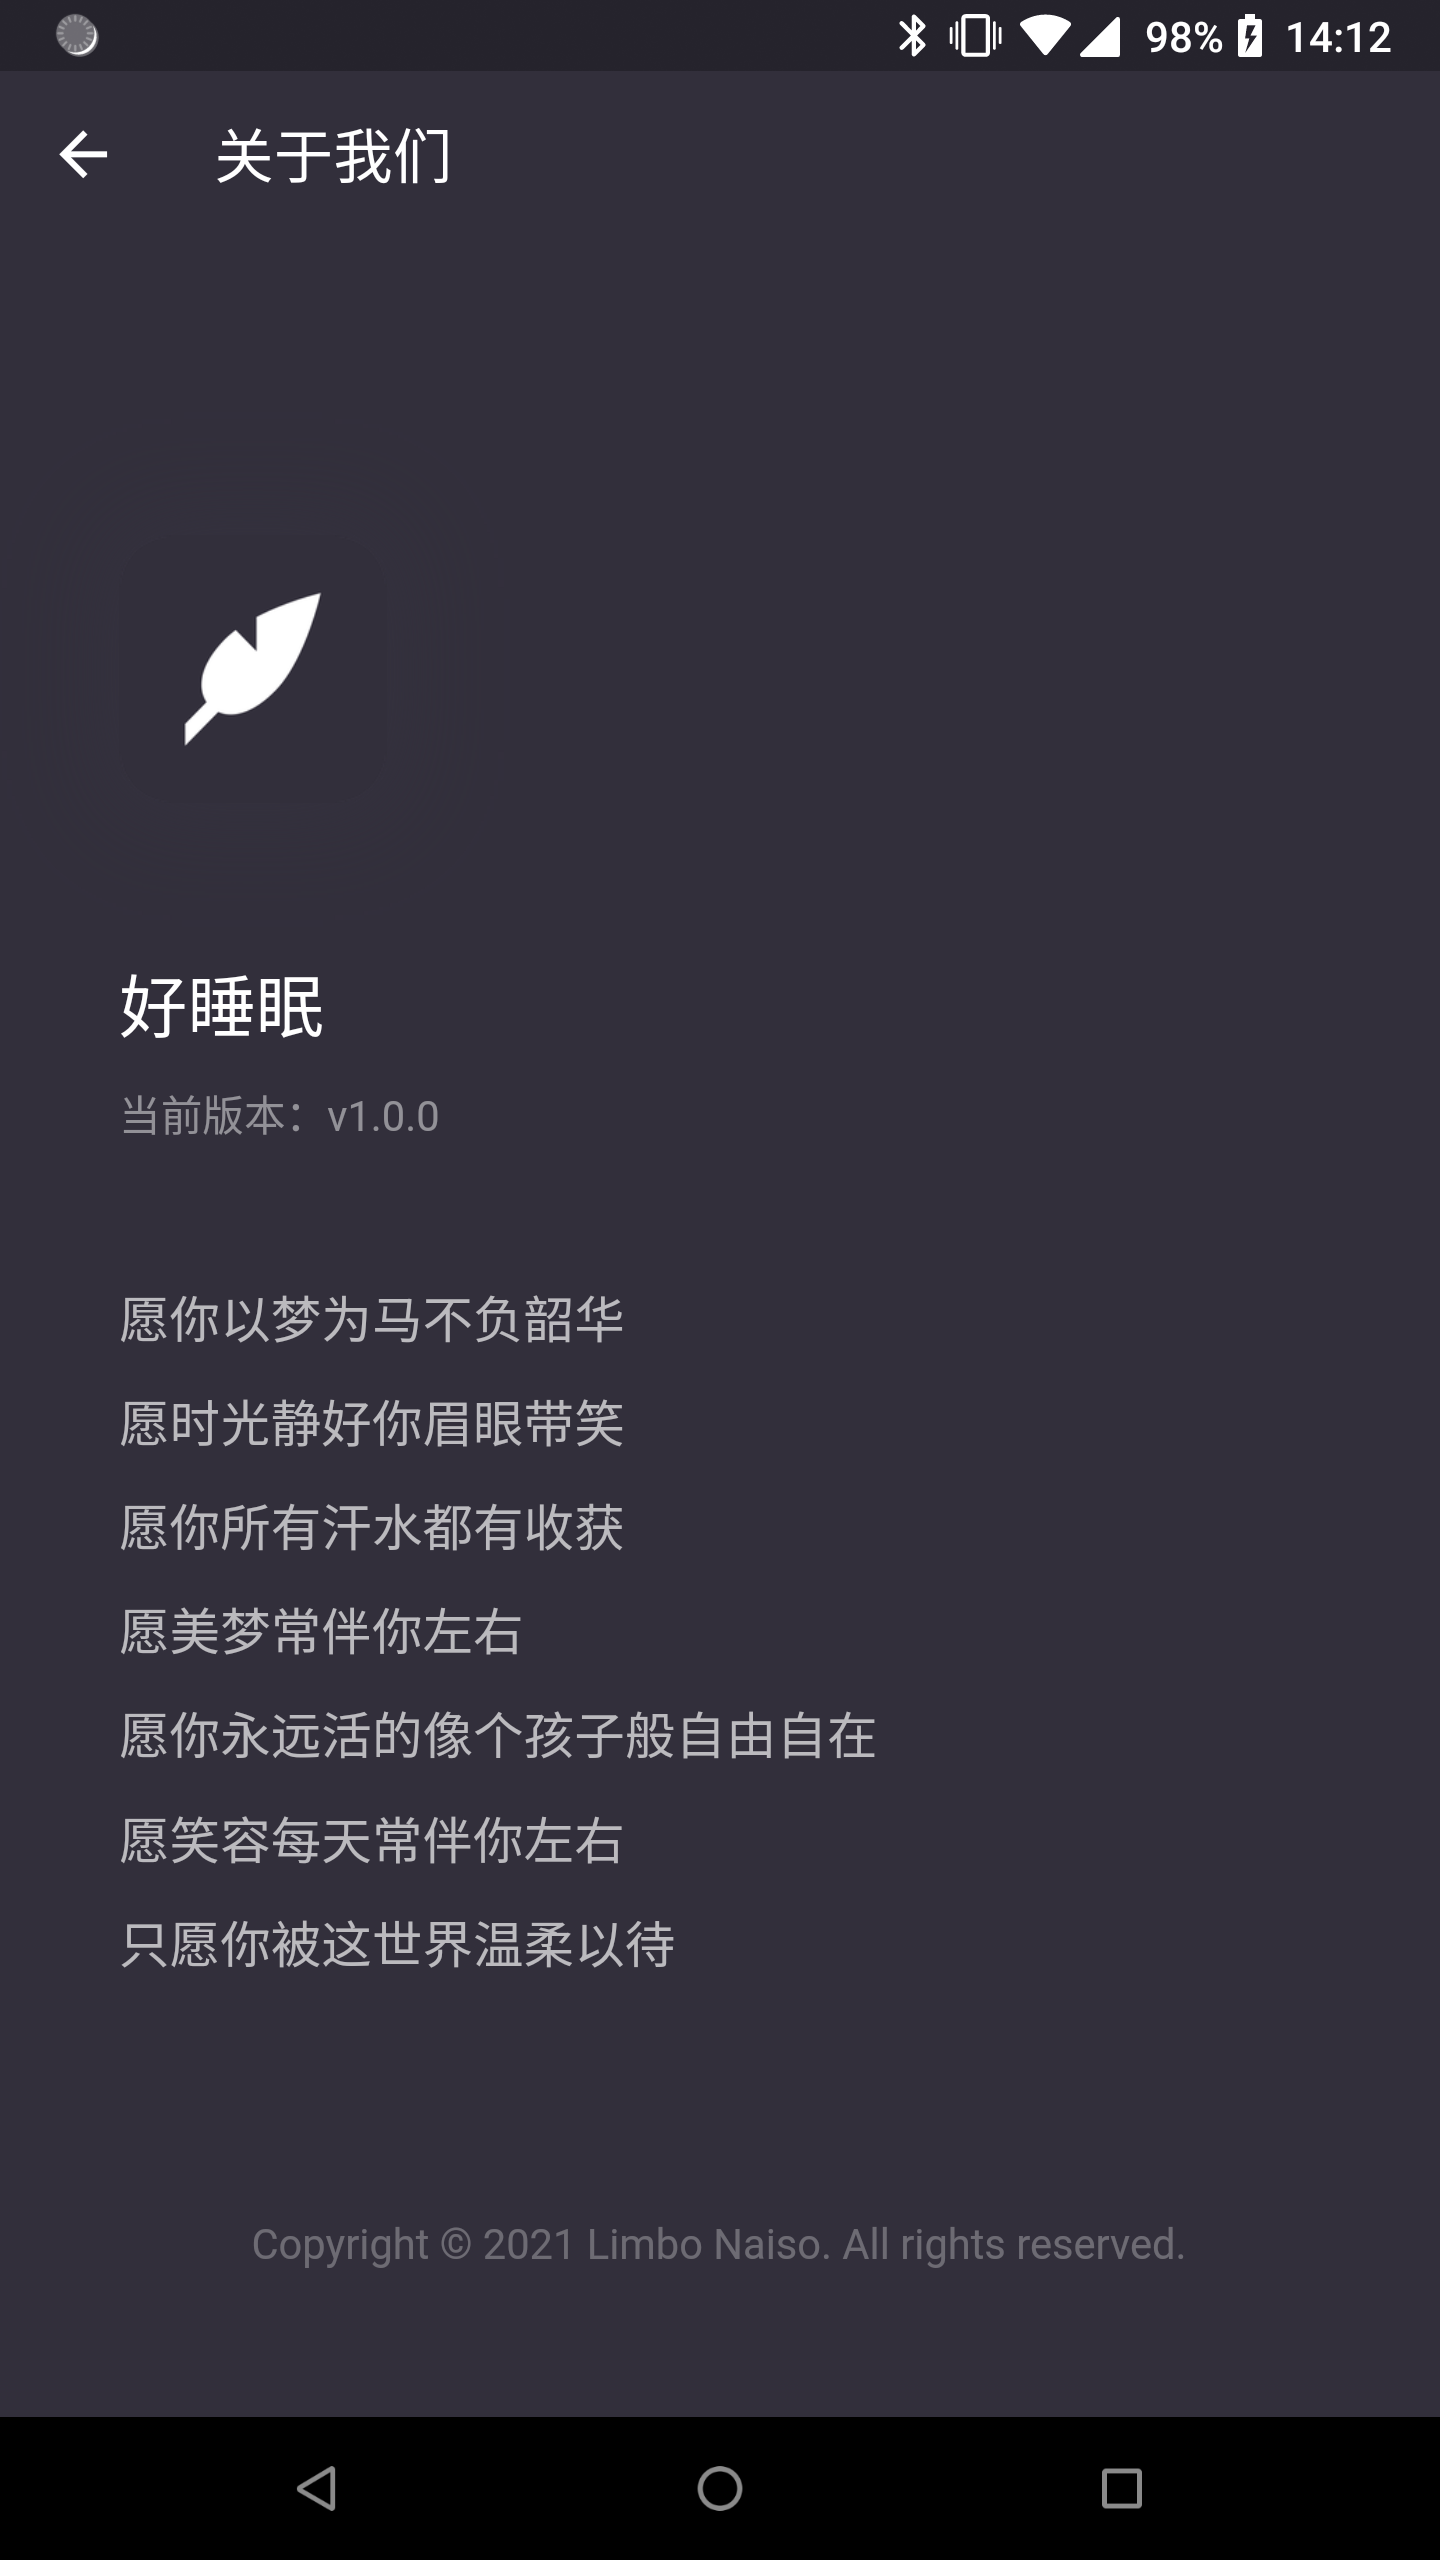 98% 14:12
关于我们
好睡眠
当前版本：v1.0.0
愿你以梦为马不负韶华
愿时光静好你眉眼带笑
愿你所有汗水都有收获
愿美梦常伴你左右
愿你永远活的像个孩子般自由自在
愿笑容每天常伴你左右
只愿你被这世界温柔以待
Copyright © 2021 Limbo Naiso. All rights reserved.